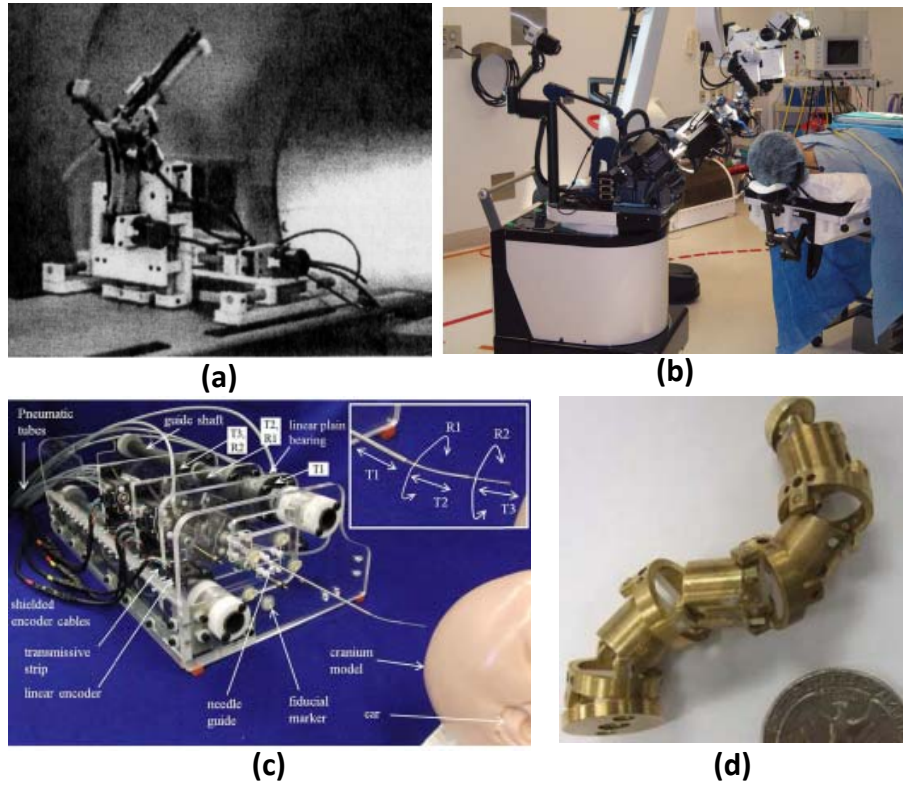 (a)
(b)
Pneumatic
tubes
guide shaft
T3,
R2
T2,
R1
linear plain
bearing
T1
R1
R2
T1
T2
T3
shielded
encoder cables
transmissive
strip
linear encoder
needle
guide
fiducial
marker
cranium
model
ear
(c)
(d)